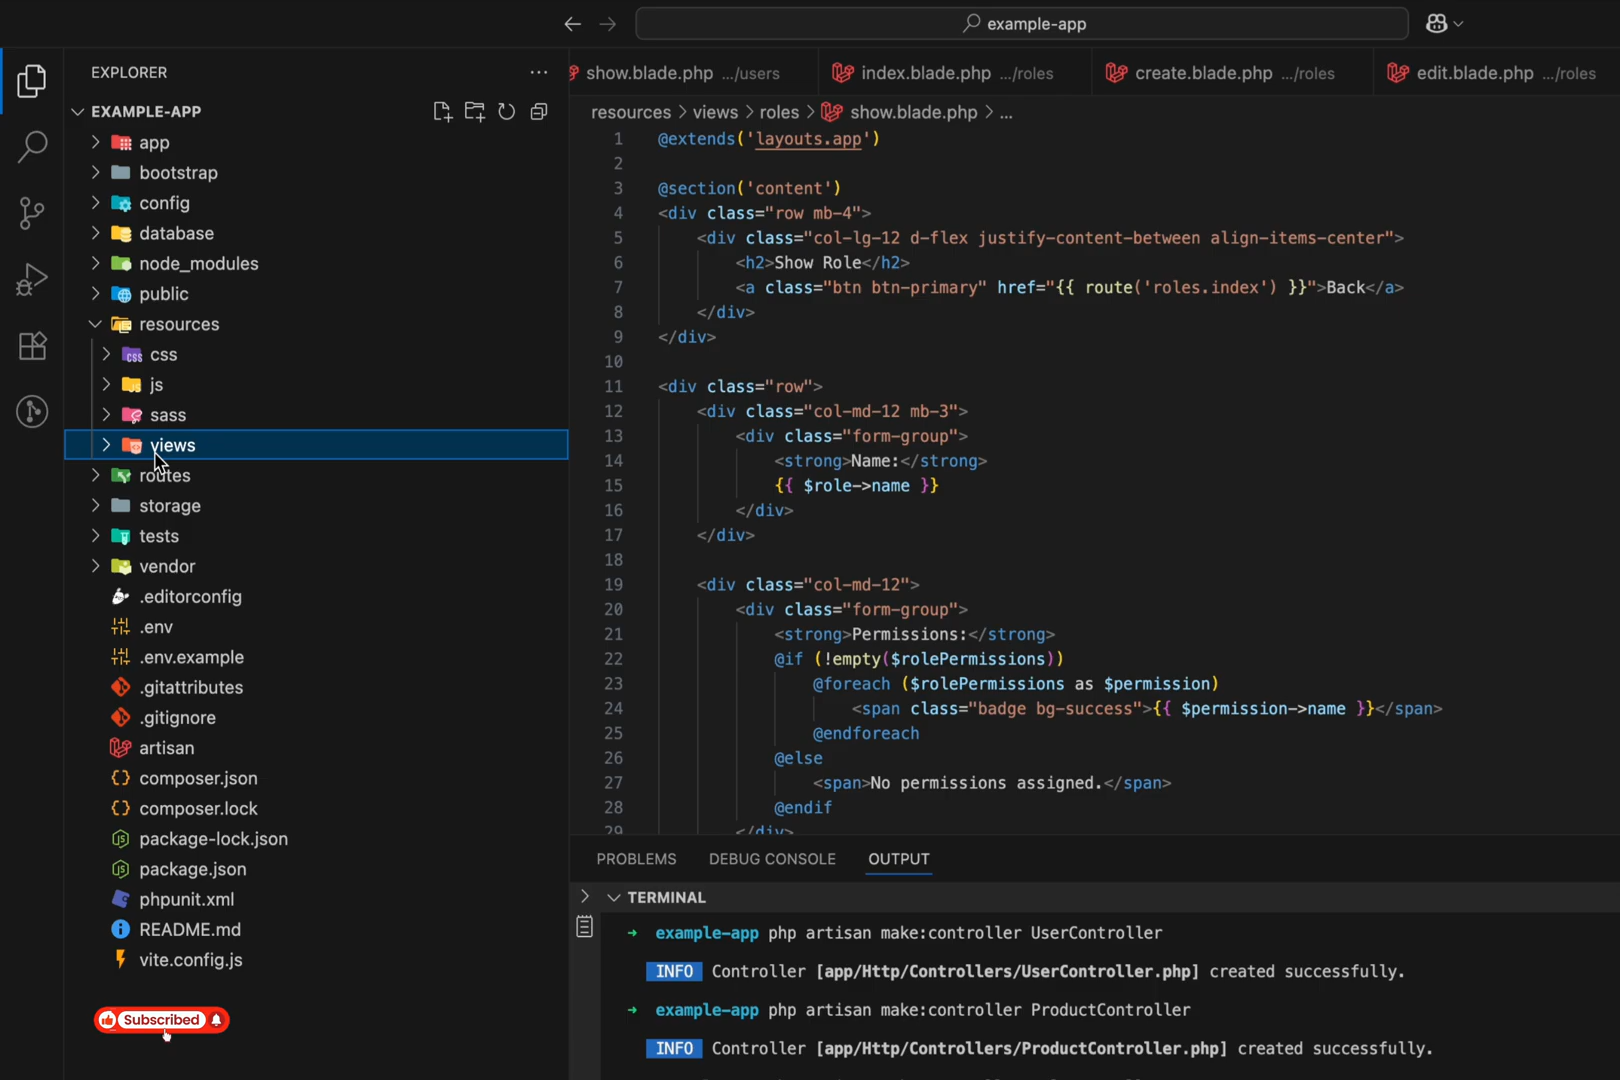 example-app
EXPLORER
EXAMPLE-APP
app
bootstrap
config
database
node_modules
public
resources
css
js
sass
views
routes
storage
tests
vendor
.editorconfig
.env
.env.example
.gitattributes
.gitignore
artisan
composer.json
composer.lock
package-lock.json
package.json
phpunit.xml
README.md
vite.config.js
Subscribed
show.blade.php .../users
index.blade.php .../roles
create.blade.php .../roles
edit.blade.php .../roles
resources > views > roles > show.blade.php > ...
1 @extends('layouts.app')
2
3 @section('content')
4 <div class="row mb-4">
5 <div class="col-lg-12 d-flex justify-content-between align-items-center">
6 <h2>Show Role</h2>
7 <a class="btn btn-primary" href="{{ route('roles.index') }}">Back</a>
8 </div>
9 </div>
10
11 <div class="row">
12 <div class="col-md-12 mb-3">
13 <div class="form-group">
14 <strong>Name:</strong>
15 {{ $role->name }}
16 </div>
17 </div>
18
19 <div class="col-md-12">
20 <div class="form-group">
21 <strong>Permissions:</strong>
22 @if (!empty($rolePermissions))
23 @foreach ($rolePermissions as $permission)
24 <span class="badge bg-success">{{ $permission->name }}</span>
25 @endforeach
26 @else
27 <span>No permissions assigned.</span>
28 @endif
29 </div>
PROBLEMS DEBUG CONSOLE OUTPUT
TERMINAL
➜ example-app php artisan make:controller UserController
INFO Controller [app/Http/Controllers/UserController.php] created successfully.
➜ example-app php artisan make:controller ProductController
INFO Controller [app/Http/Controllers/ProductController.php] created successfully.